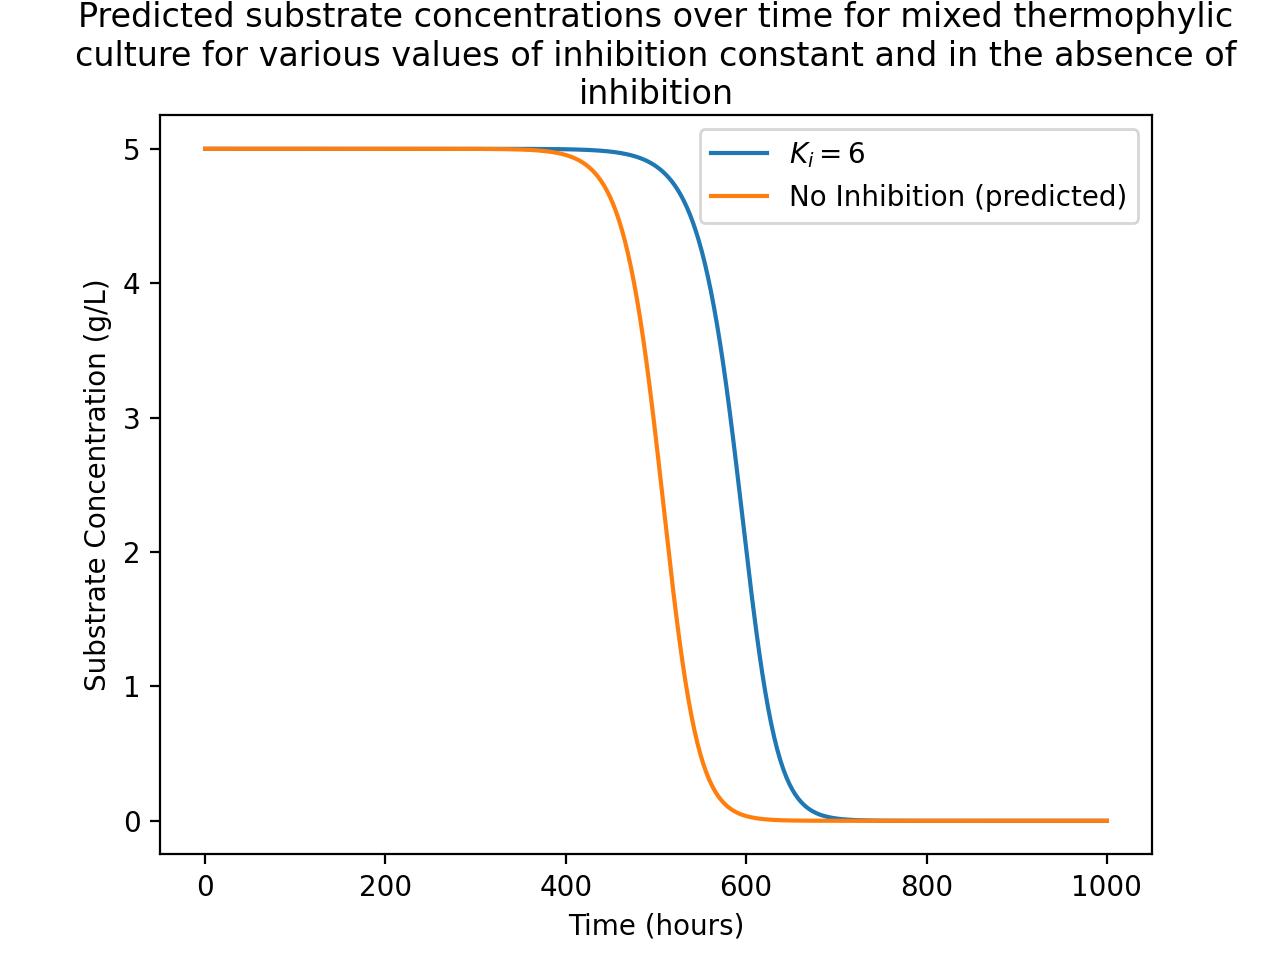 Predicted substrate concentrations over time for mixed thermophylic
culture for various values of inhibition constant and in the absence of
inhibition
K_i = 6
No Inhibition (predicted)
5
4
3
2
1
0
Substrate Concentration (g/L)
0 200 400 600 800 1000
Time (hours)